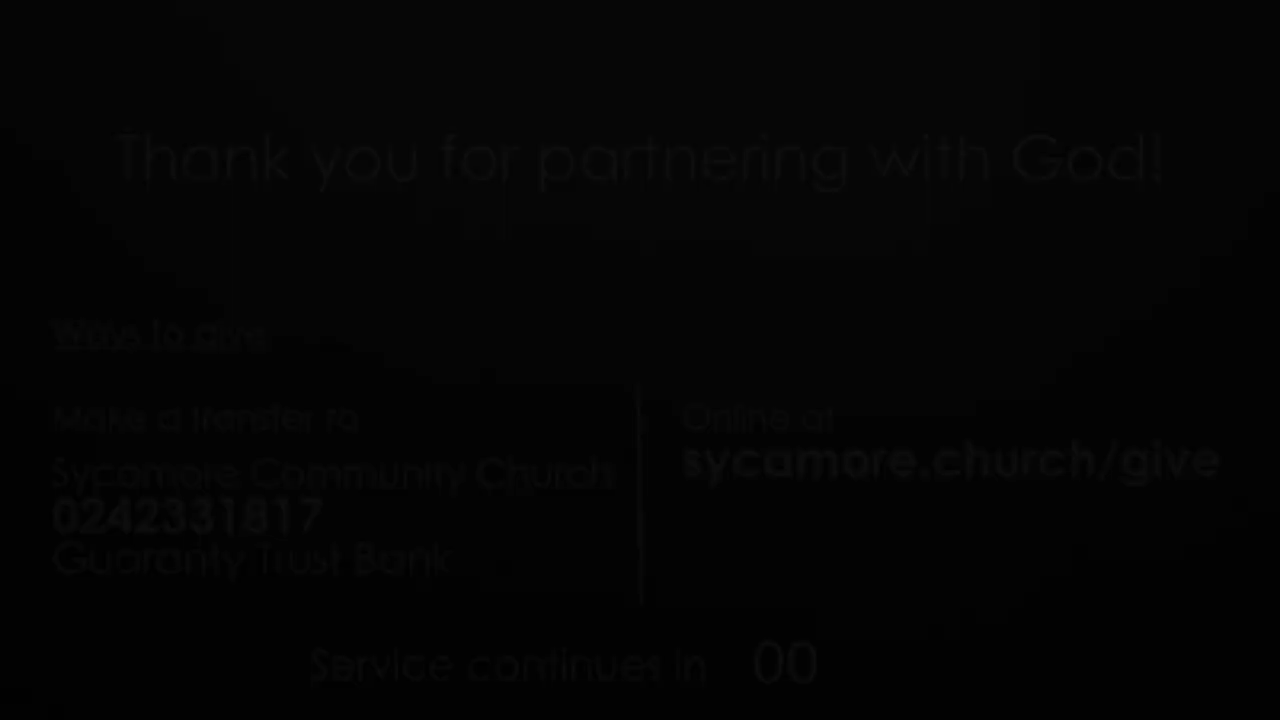 Thank you for partnering with God!
Ways to give
Make a transfer to
Sycamore Community Church
0242331817
Guaranty Trust Bank
Online at
sycamore.church/give
Service continues in 00